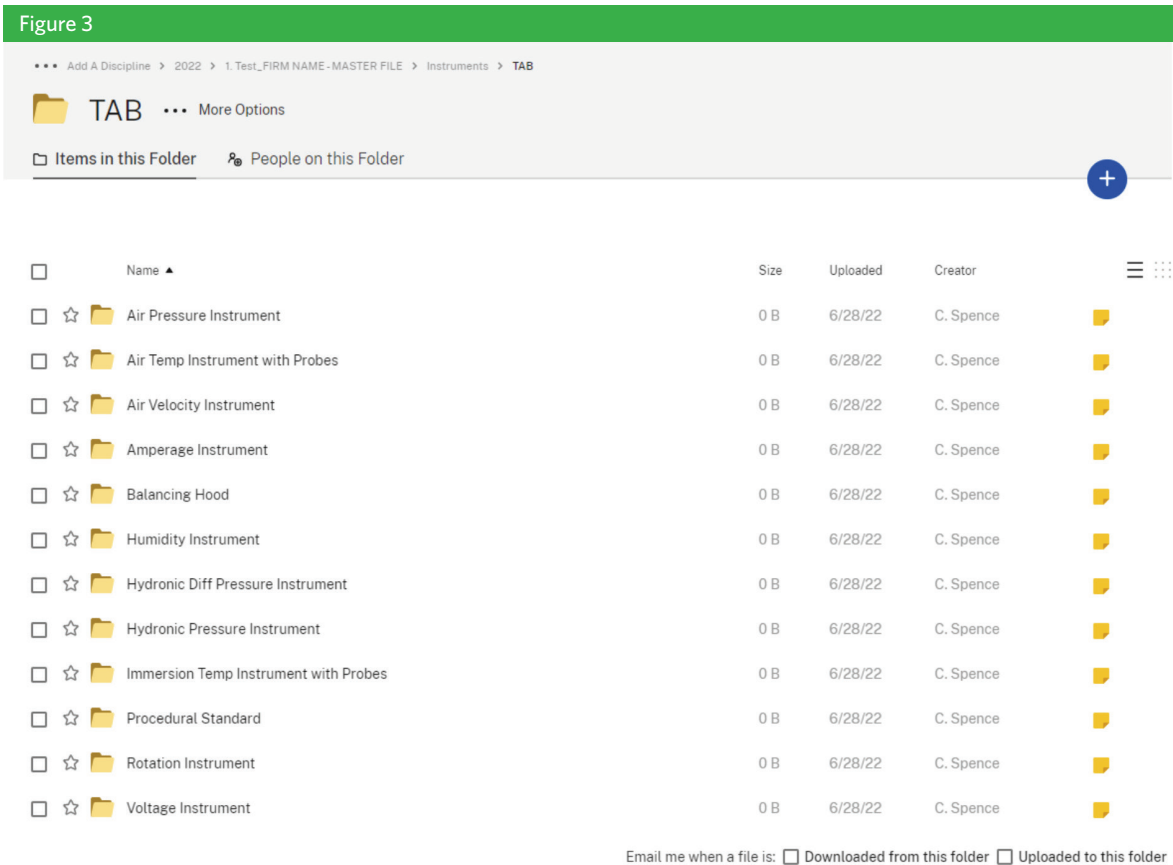 Figure 3
••• Add A Discipline > 2022 > 1. Test_FIRM NAME - MASTER FILE > Instruments > TAB
TAB ••• More Options
Items in this Folder People on this Folder
Name ▲ Size Uploaded Creator
Air Pressure Instrument 0 B 6/28/22 C. Spence
Air Temp Instrument with Probes 0 B 6/28/22 C. Spence
Air Velocity Instrument 0 B 6/28/22 C. Spence
Amperage Instrument 0 B 6/28/22 C. Spence
Balancing Hood 0 B 6/28/22 C. Spence
Humidity Instrument 0 B 6/28/22 C. Spence
Hydronic Diff Pressure Instrument 0 B 6/28/22 C. Spence
Hydronic Pressure Instrument 0 B 6/28/22 C. Spence
Immersion Temp Instrument with Probes 0 B 6/28/22 C. Spence
Procedural Standard 0 B 6/28/22 C. Spence
Rotation Instrument 0 B 6/28/22 C. Spence
Voltage Instrument 0 B 6/28/22 C. Spence
Email me when a file is: Downloaded from this folder Uploaded to this folder